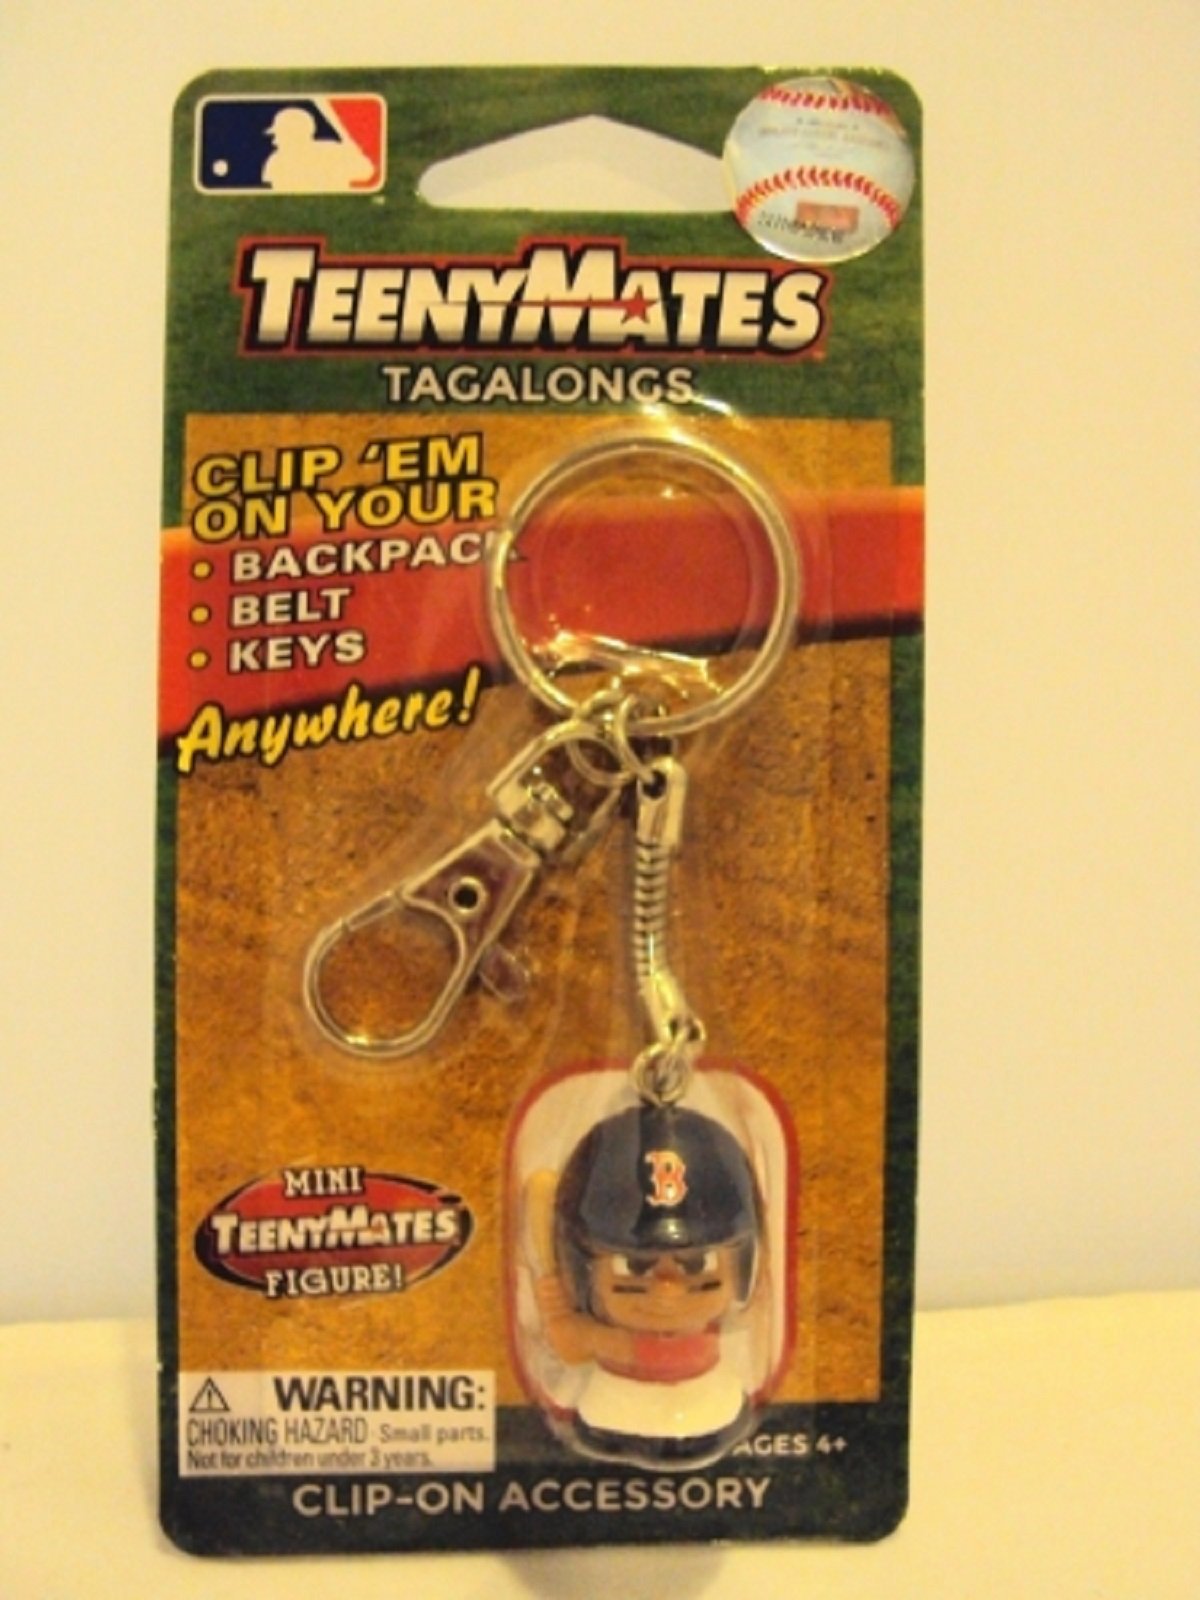 TEENYMATES
TAGALONGS
CLIP 'EM
ON YOUR
• BACKPACK
• BELT
• KEYS
Anywhere!
B
MINI
TEENYMATES
FIGURE!
WARNING:
CHOKING HAZARD - Small parts.
Not for children under 3 years.
AGES 4+
CLIP-ON ACCESSORY